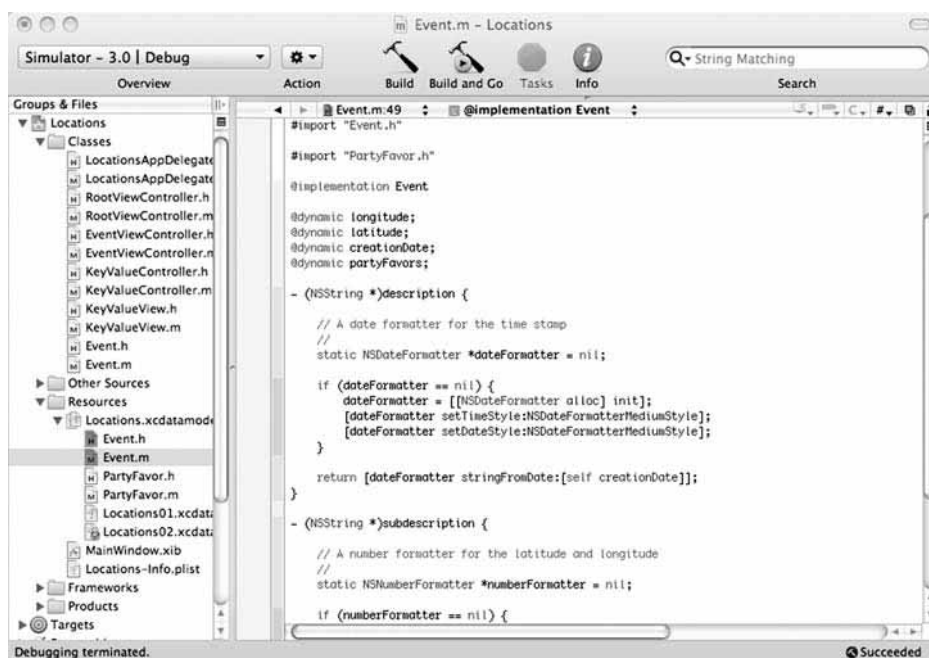 Event.m – Locations
Simulator – 3.0 | Debug
String Matching
Overview
Action
Build
Build and Go
Tasks
Info
Search
Groups & Files
Locations
Classes
LocationsAppDelegate
LocationsAppDelegate
RootViewController.h
RootViewController.m
EventViewController.h
EventViewController.m
KeyValueController.h
KeyValueController.m
KeyValueView.h
KeyValueView.m
Event.h
Event.m
Other Sources
Resources
Locations.xcdatamode
Event.h
Event.m
PartyFavor.h
PartyFavor.m
Locations01.xcdata
Locations02.xcdata
MainWindow.xib
Locations-Info.plist
Frameworks
Products
Targets
Event.m:49
@implementation Event
#import "Event.h"
#import "PartyFavor.h"
@implementation Event
@dynamic longitude;
@dynamic latitude;
@dynamic creationDate;
@dynamic partyFavors;
- (NSString *)description {
// A date formatter for the time stamp
//
static NSDateFormatter *dateFormatter = nil;
if (dateFormatter == nil) {
dateFormatter = [[NSDateFormatter alloc] init];
[dateFormatter setTimeStyle:NSDateFormatterMediumStyle];
[dateFormatter setDateStyle:NSDateFormatterMediumStyle];
}
return [dateFormatter stringFromDate:[self creationDate]];
}
- (NSString *)subdescription {
// A number formatter for the latitude and longitude
//
static NSNumberFormatter *numberFormatter = nil;
if (numberFormatter == nil) {
Debugging terminated.
Succeeded